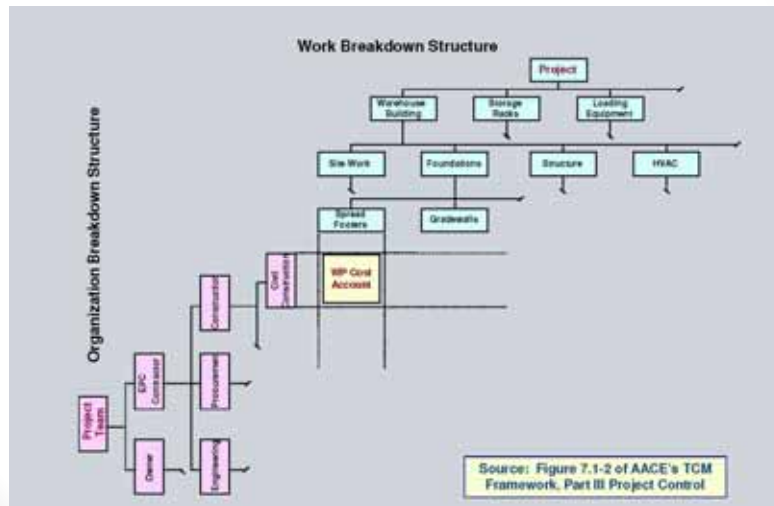 Work Breakdown Structure
Project
Warehouse
Building
Storage
Racks
Loading
Equipment
Site Work
Foundations
Structure
HVAC
Spread
Footers
Gradewalls
Organization Breakdown Structure
Civil
Construction
WP Cost
Account
Construction
EPC
Contractor
Procurement
Project
Team
Owner
Engineering
Source: Figure 7.1-2 of AACE's TCM
Framework, Part III Project Control